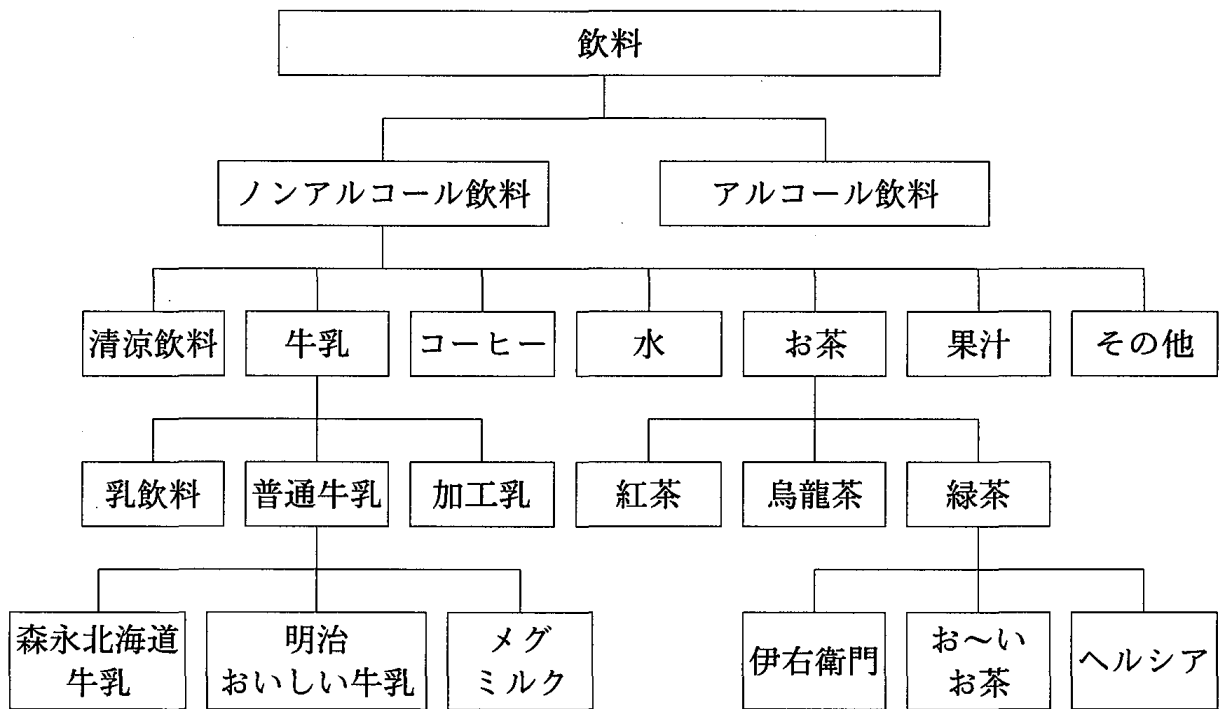 飲料
ノンアルコール飲料
アルコール飲料
清涼飲料
牛乳
コーヒー
水
お茶
果汁
その他
乳飲料
普通牛乳
加工乳
紅茶
烏龍茶
緑茶
森永北海道
牛乳
明治
おいしい牛乳
メグ
ミルク
伊右衛門
お〜い
お茶
ヘルシア